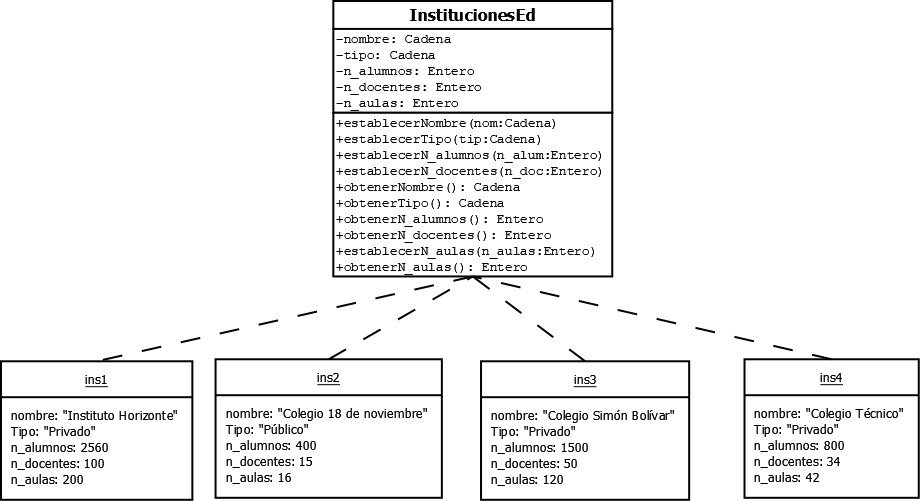 InstitucionesEd
-nombre: Cadena
-tipo: Cadena
-n_alumnos: Entero
-n_docentes: Entero
-n_aulas: Entero
+establecerNombre(nom:Cadena)
+establecerTipo(tip:Cadena)
+establecerN_alumnos(n_alum:Entero)
+establecerN_docentes(n_doc:Entero)
+obtenerNombre(): Cadena
+obtenerTipo(): Cadena
+obtenerN_alumnos(): Entero
+obtenerN_docentes(): Entero
+establecerN_aulas(n_aulas:Entero)
+obtenerN_aulas(): Entero
ins1
nombre: "Instituto Horizonte"
Tipo: "Privado"
n_alumnos: 2560
n_docentes: 100
n_aulas: 200
ins2
nombre: "Colegio 18 de noviembre"
Tipo: "Público"
n_alumnos: 400
n_docentes: 15
n_aulas: 16
ins3
nombre: "Colegio Simón Bolívar"
Tipo: "Privado"
n_alumnos: 1500
n_docentes: 50
n_aulas: 120
ins4
nombre: "Colegio Técnico"
Tipo: "Privado"
n_alumnos: 800
n_docentes: 34
n_aulas: 42